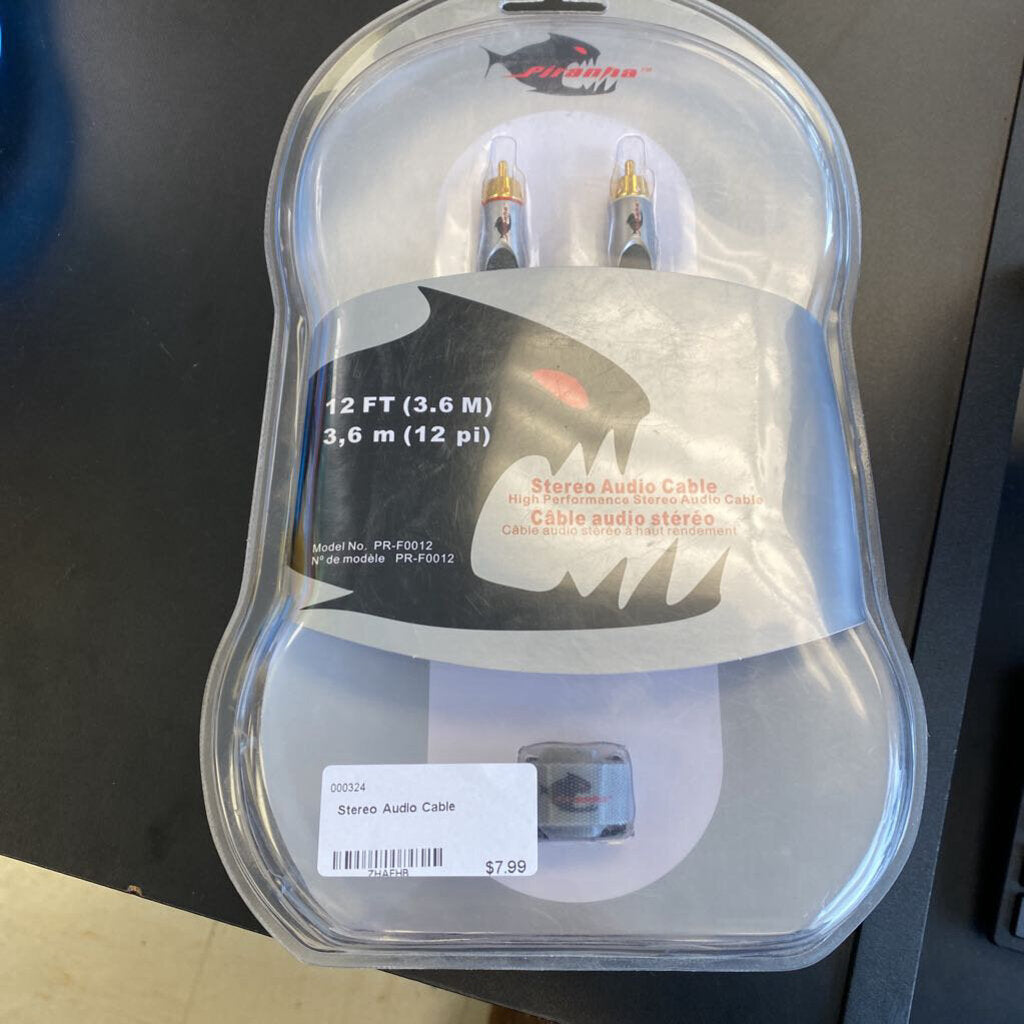 Piranha™
12 FT (3.6 M)
3,6 m (12 pi)
Stereo Audio Cable
High Performance Stereo Audio Cable
Câble audio stéréo
Câble audio stéréo à haut rendement
Model No. PR-F0012
Nº de modèle PR-F0012
000324
Stereo Audio Cable
ZHAFHB
$7.99